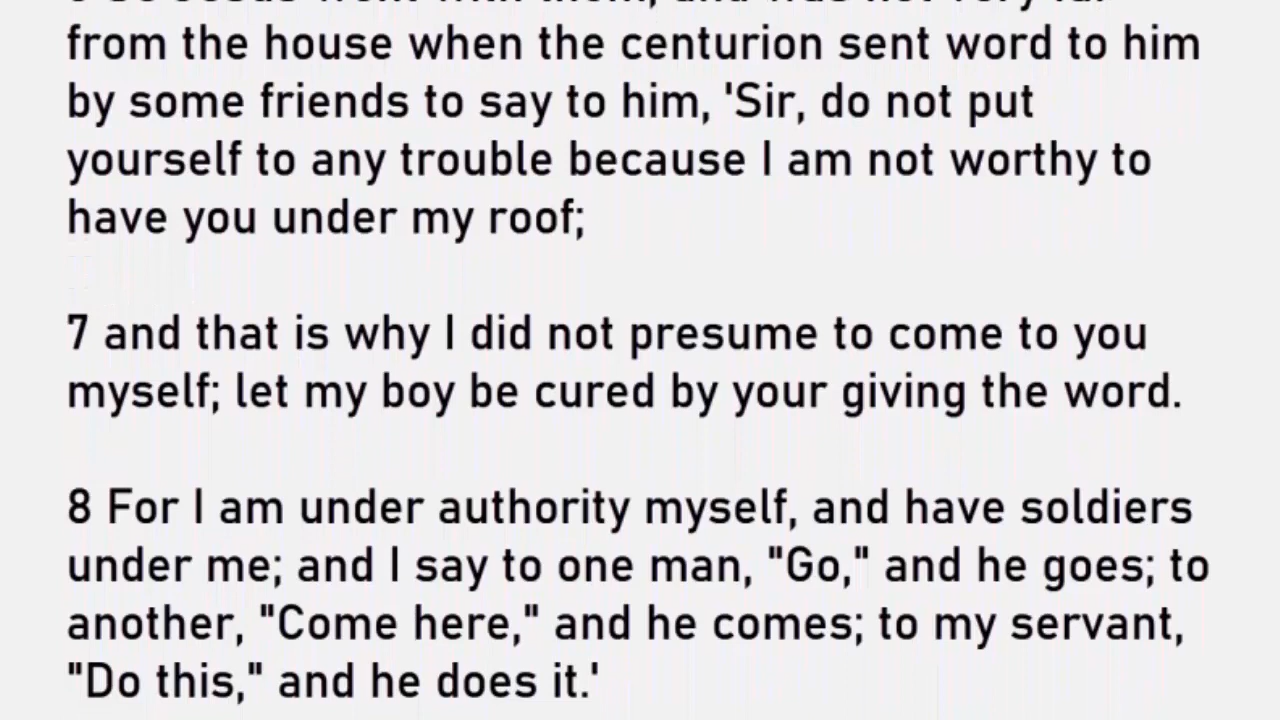 from the house when the centurion sent word to him
by some friends to say to him, 'Sir, do not put
yourself to any trouble because I am not worthy to
have you under my roof;
7 and that is why I did not presume to come to you
myself; let my boy be cured by your giving the word.
8 For I am under authority myself, and have soldiers
under me; and I say to one man, "Go," and he goes; to
another, "Come here," and he comes; to my servant,
"Do this," and he does it.'